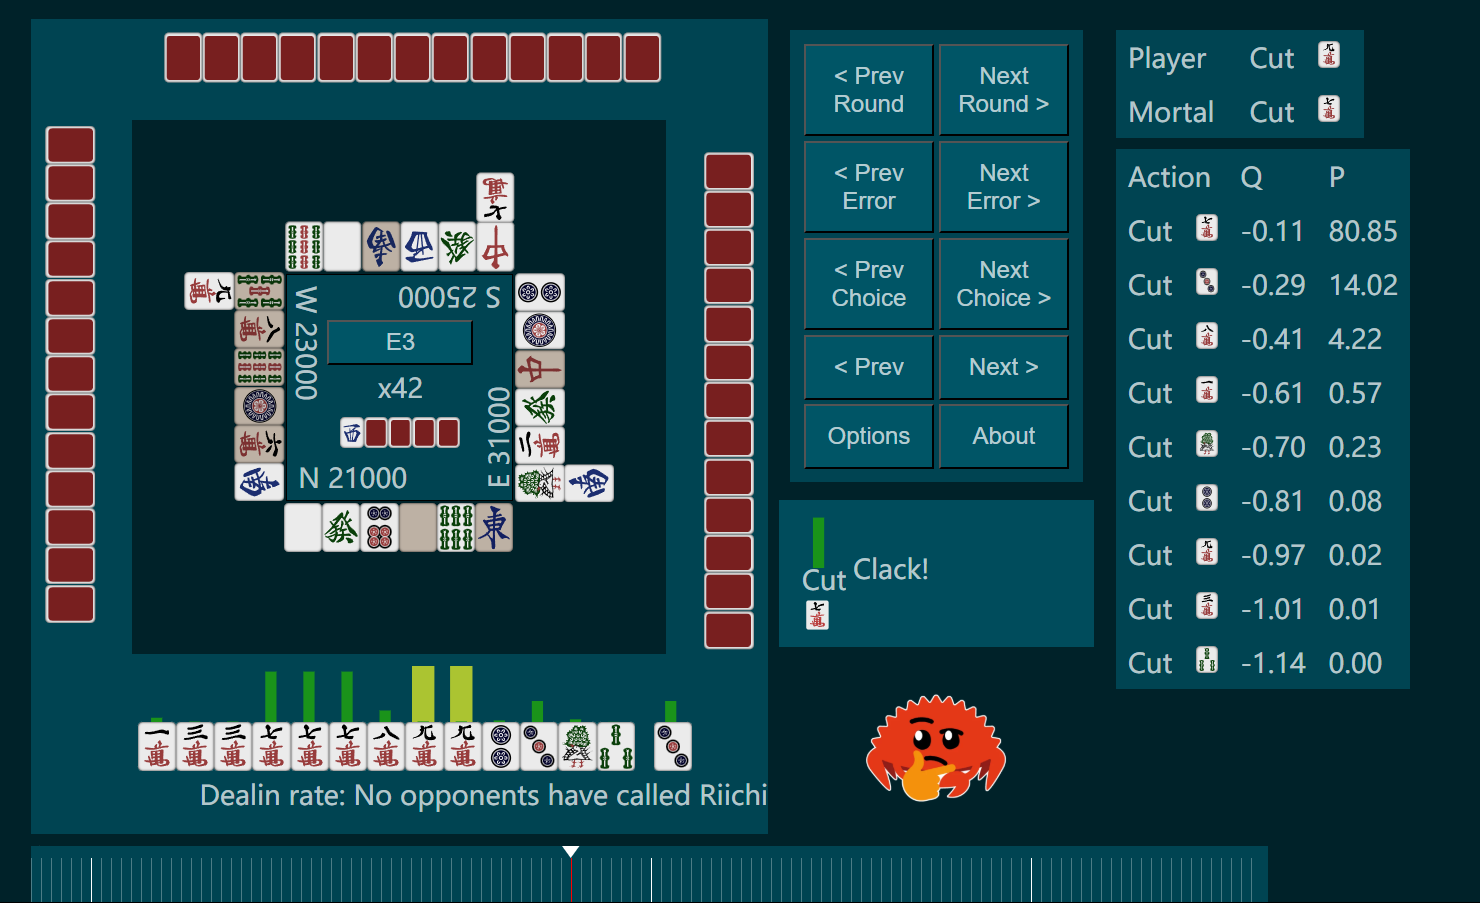 < Prev
Round
Next
Round >
< Prev
Error
Next
Error >
< Prev
Choice
Next
Choice >
< Prev
Next >
Options
About
Player Cut
Mortal Cut
Action Q P
Cut -0.11 80.85
Cut -0.29 14.02
Cut -0.41 4.22
Cut -0.61 0.57
Cut -0.70 0.23
Cut -0.81 0.08
Cut -0.97 0.02
Cut -1.01 0.01
Cut -1.14 0.00
S 25000
W 23000
E3
x42
E 31000
N 21000
Cut
Clack!
Dealin rate: No opponents have called Riichi